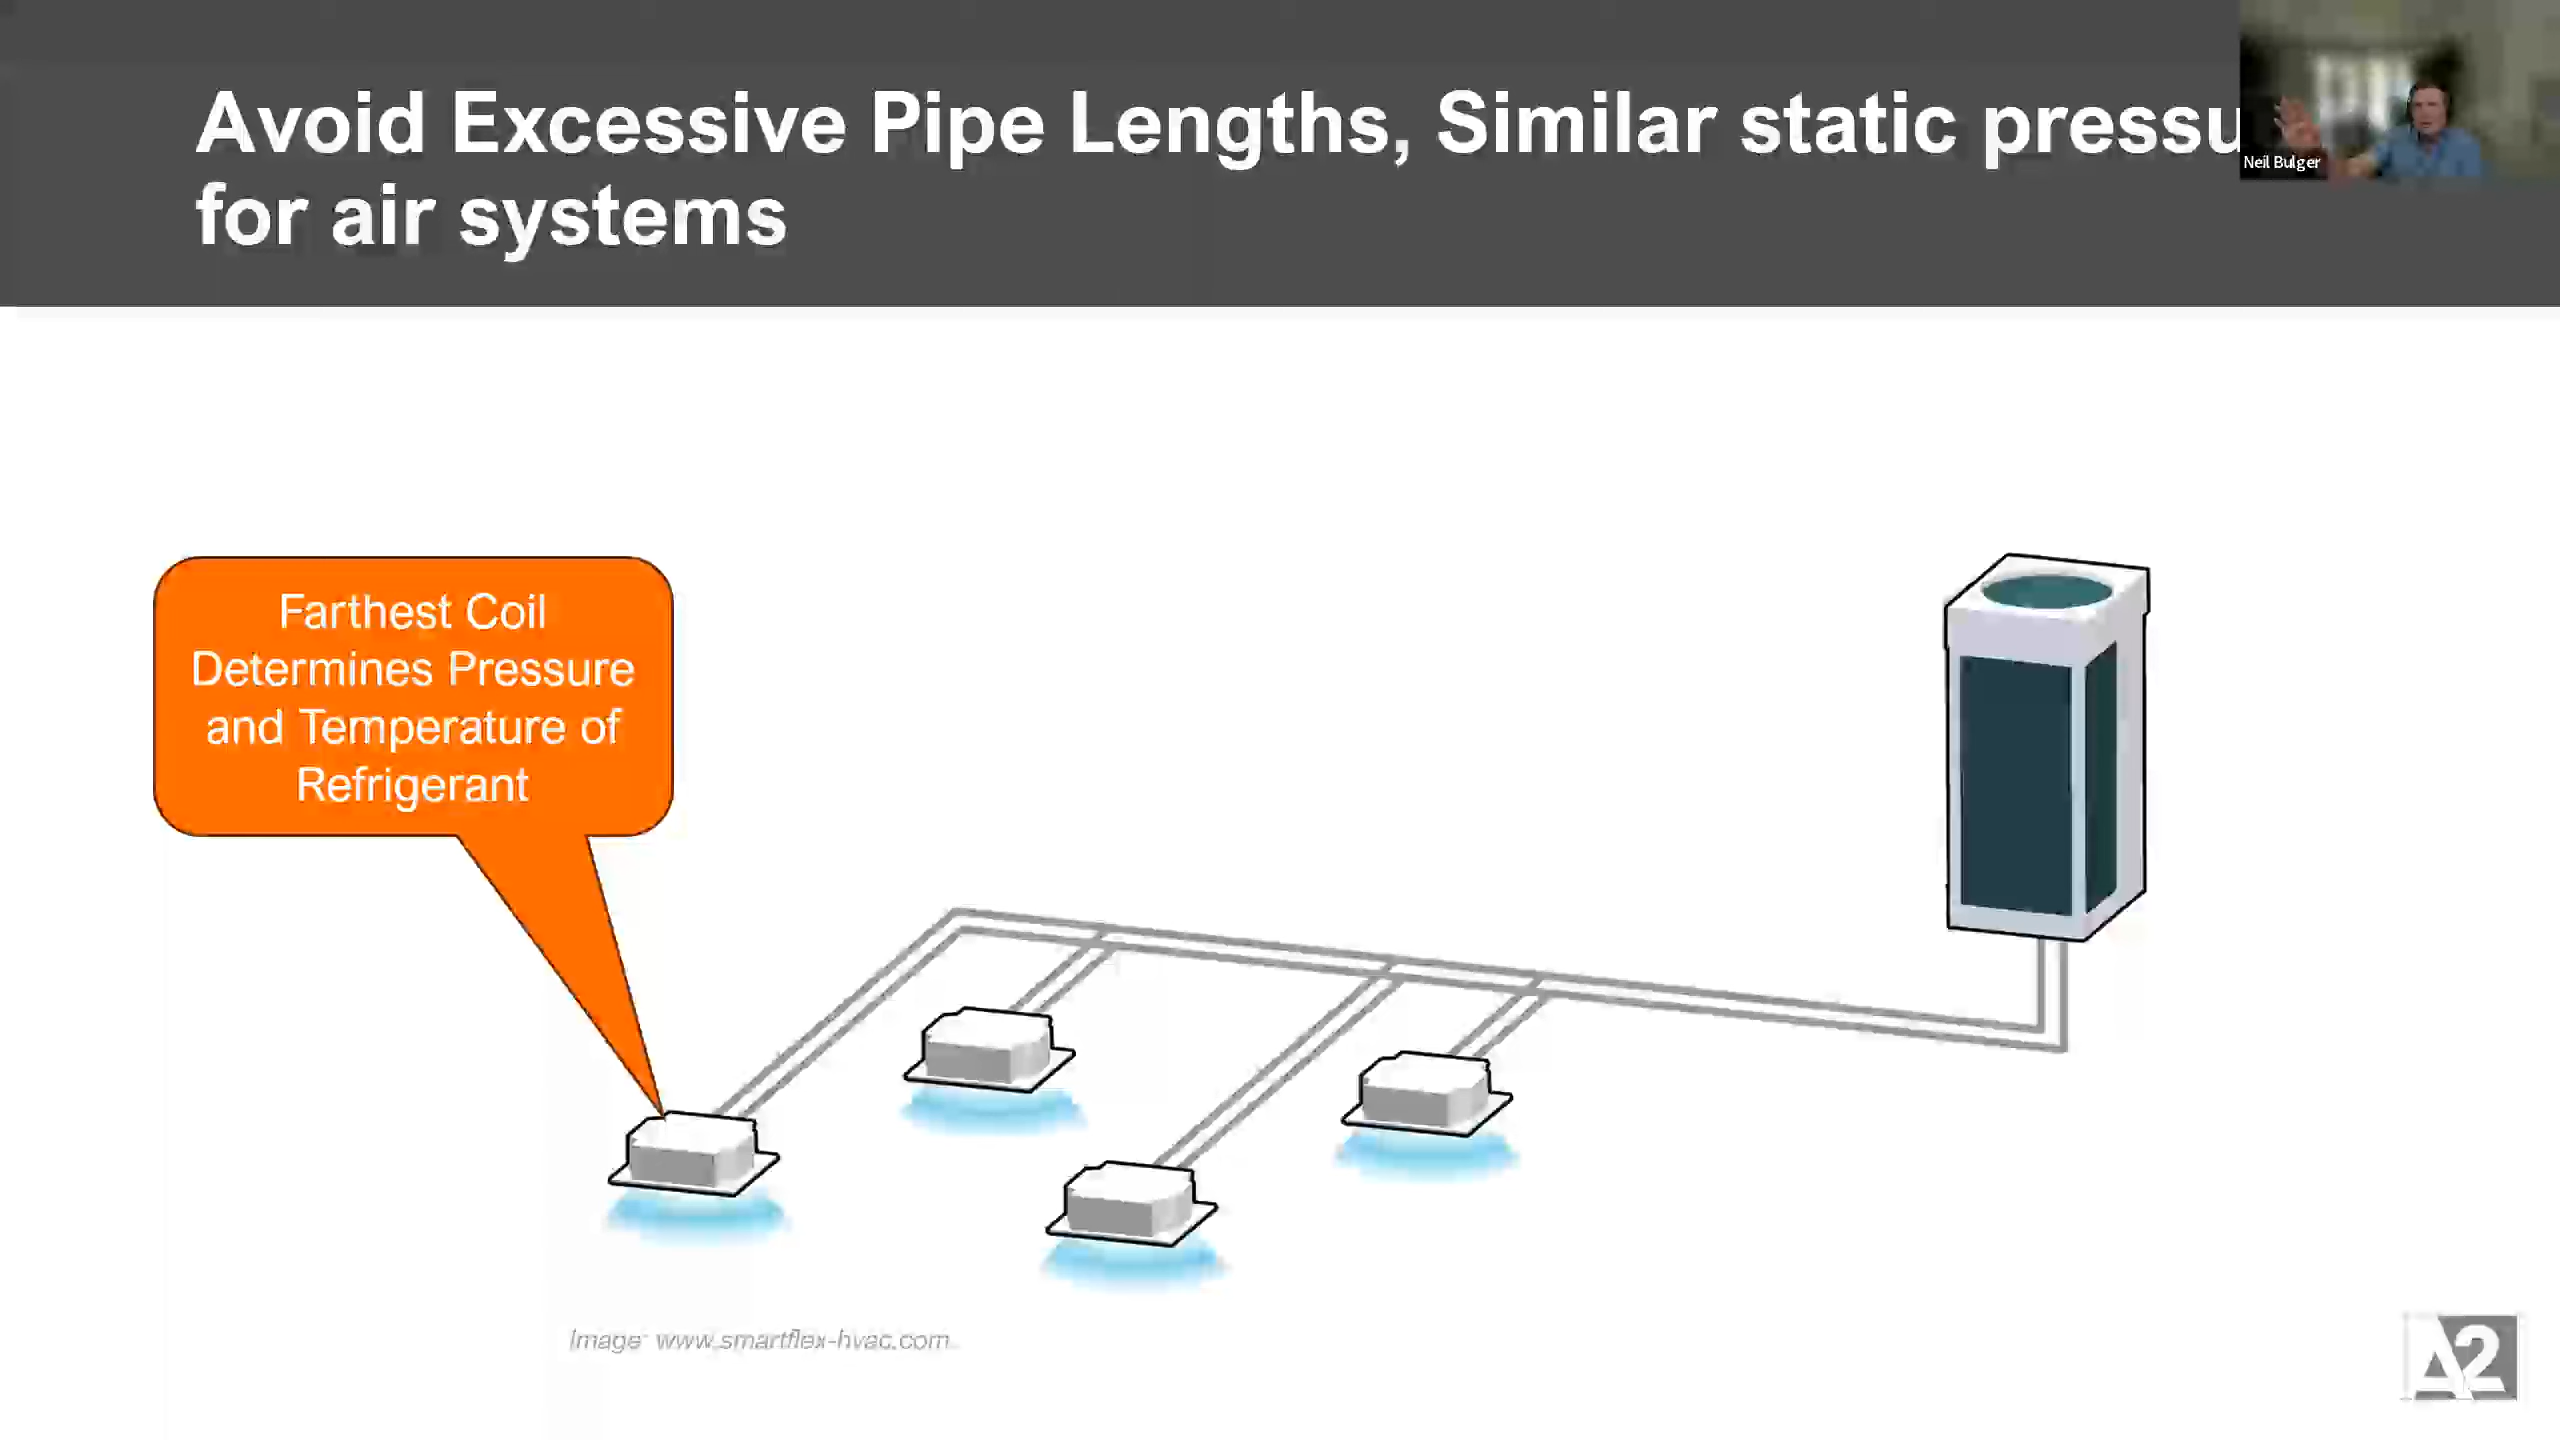 Avoid Excessive Pipe Lengths, Similar static pressu
for air systems
Neil Bulger
Farthest Coil
Determines Pressure
and Temperature of
Refrigerant
Image: www.smartflex-hvac.com
A2